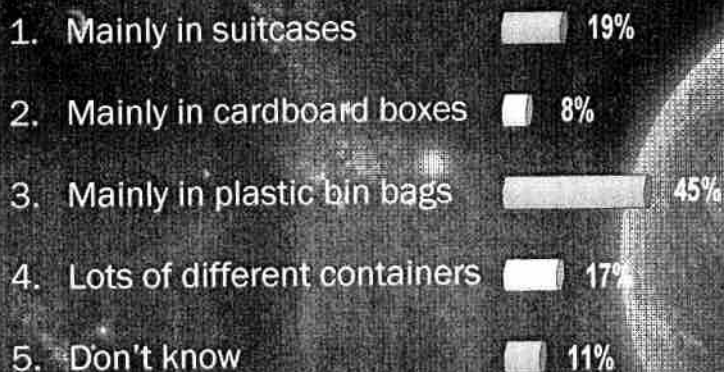 1. Mainly in suitcases 19%
2. Mainly in cardboard boxes 8%
3. Mainly in plastic bin bags 45%
4. Lots of different containers 17%
5. Don't know 11%